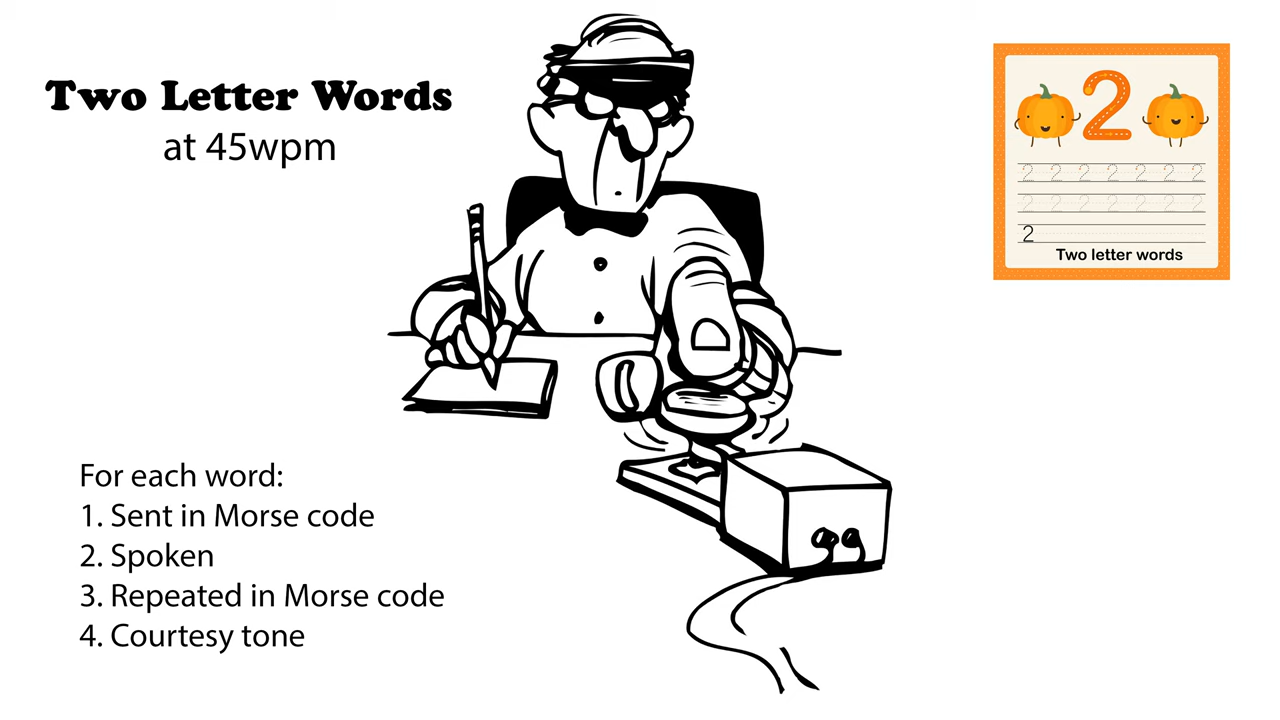 Two Letter Words
at 45wpm
2
2 2 2 2 2 2 2
2 2 2 2 2 2 2
2
Two letter words
For each word:
1. Sent in Morse code
2. Spoken
3. Repeated in Morse code
4. Courtesy tone